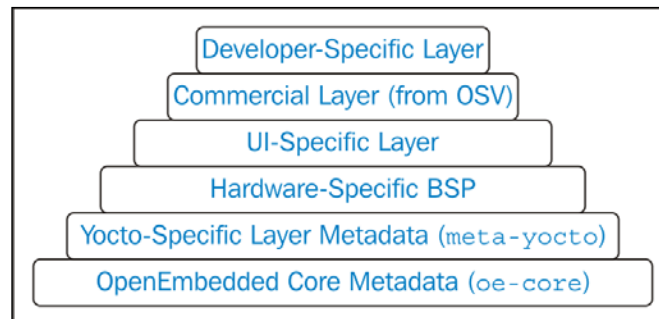 Developer-Specific Layer
Commercial Layer (from OSV)
UI-Specific Layer
Hardware-Specific BSP
Yocto-Specific Layer Metadata (meta-yocto)
OpenEmbedded Core Metadata (oe-core)